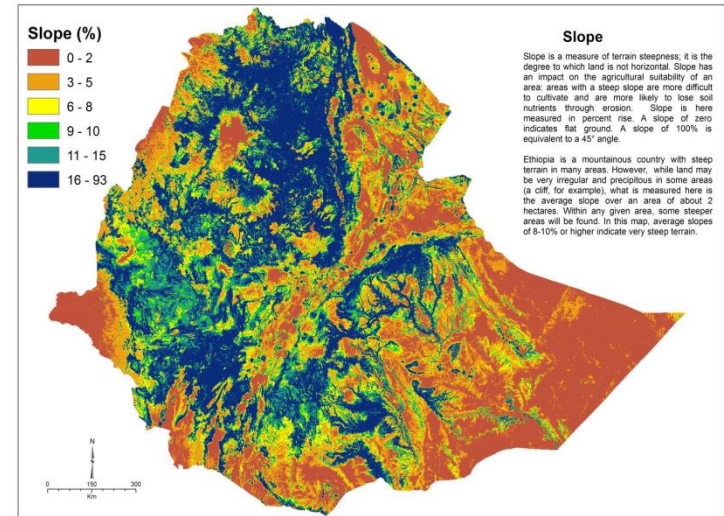 Slope (%)
0 - 2
3 - 5
6 - 8
9 - 10
11 - 15
16 - 93
Slope
Slope is a measure of terrain steepness; it is the
degree to which land is not horizontal. Slope has
an impact on the agricultural suitability of an
area: areas with a steep slope are more difficult
to cultivate and are more likely to lose soil
nutrients through erosion. Slope is here
measured in percent rise. A slope of zero
indicates flat ground. A slope of 100% is
equivalent to a 45° angle.
Ethiopia is a mountainous country with steep
terrain in many areas. However, while land may
be very irregular and precipitous in some areas
(a cliff, for example), what is measured here is
the average slope over an area of about 2
hectares. Within any given area, some steeper
areas will be found. In this map, average slopes
of 8-10% or higher indicate very steep terrain.
N
0 150 300
Km